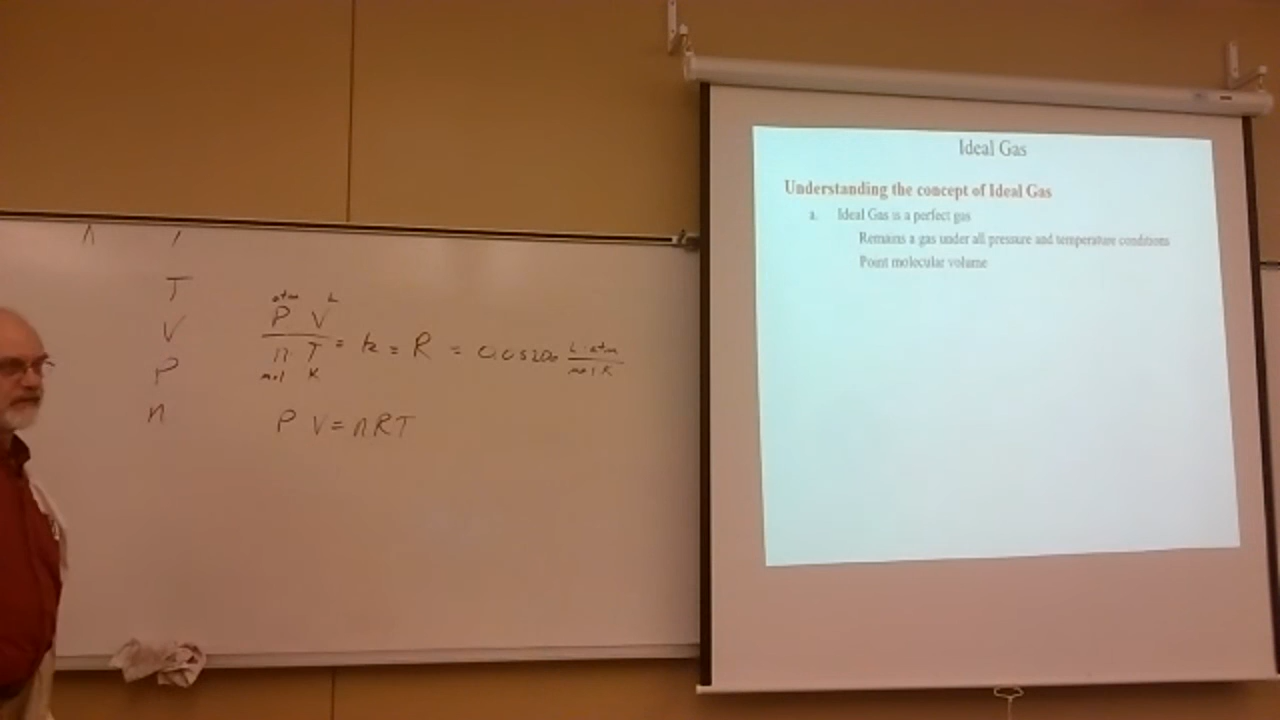 T
V
P
n
atm L
P V
n T = k = R = 0.08206 L·atm
mol K mol K
P V = nRT
Ideal Gas
Understanding the concept of Ideal Gas
a. Ideal Gas is a perfect gas
Remains a gas under all pressure and temperature conditions
Point molecular volume